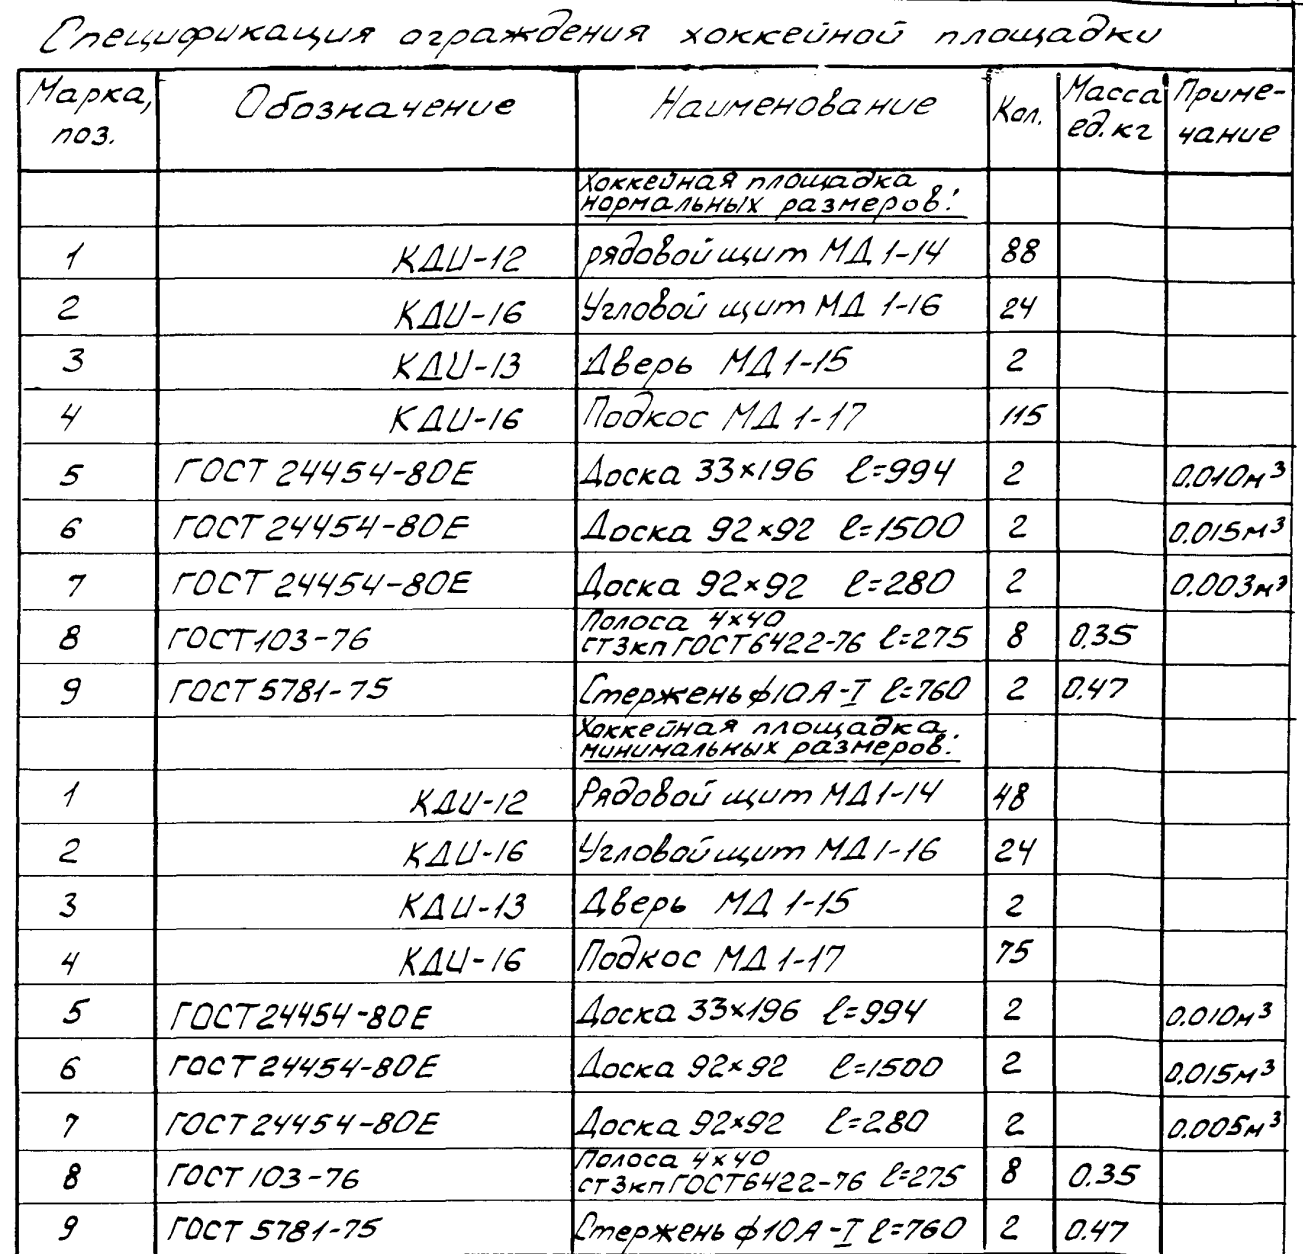 Спецификация ограждения хоккейной площадки
Марка, поз. Обозначение Наименование Кол. Масса ед. кг Приме-чание
Хоккейная площадка
нормальных размеров:
1 КДИ-12 рядовой щит МД 1-14 88
2 КДИ-16 Угловой щит МД 1-16 24
3 КДИ-13 Дверь МД 1-15 2
4 КДИ-16 Подкос МД 1-17 115
5 ГОСТ 24454-80Е Доска 33×196 ℓ=994 2 0.010м³
6 ГОСТ 24454-80Е Доска 92×92 ℓ=1500 2 0.015м³
7 ГОСТ 24454-80Е Доска 92×92 ℓ=280 2 0.003м³
8 ГОСТ 103-76 Полоса 4×40
ст3кп ГОСТ6422-76 ℓ=275 8 0.35
9 ГОСТ 5781-75 Стержень ф10А-I ℓ=760 2 0.47
Хоккейная площадка
минимальных размеров:
1 КДИ-12 Рядовой щит МД 1-14 48
2 КДИ-16 Угловой щит МД 1-16 24
3 КДИ-13 Дверь МД 1-15 2
4 КДИ-16 Подкос МД 1-17 75
5 ГОСТ 24454-80Е Доска 33×196 ℓ=994 2 0.010м³
6 ГОСТ 24454-80Е Доска 92×92 ℓ=1500 2 0.015м³
7 ГОСТ 24454-80Е Доска 92×92 ℓ=280 2 0.005м³
8 ГОСТ 103-76 Полоса 4×40
ст3кп ГОСТ6422-76 ℓ=275 8 0.35
9 ГОСТ 5781-75 Стержень ф10А-I ℓ=760 2 0.47